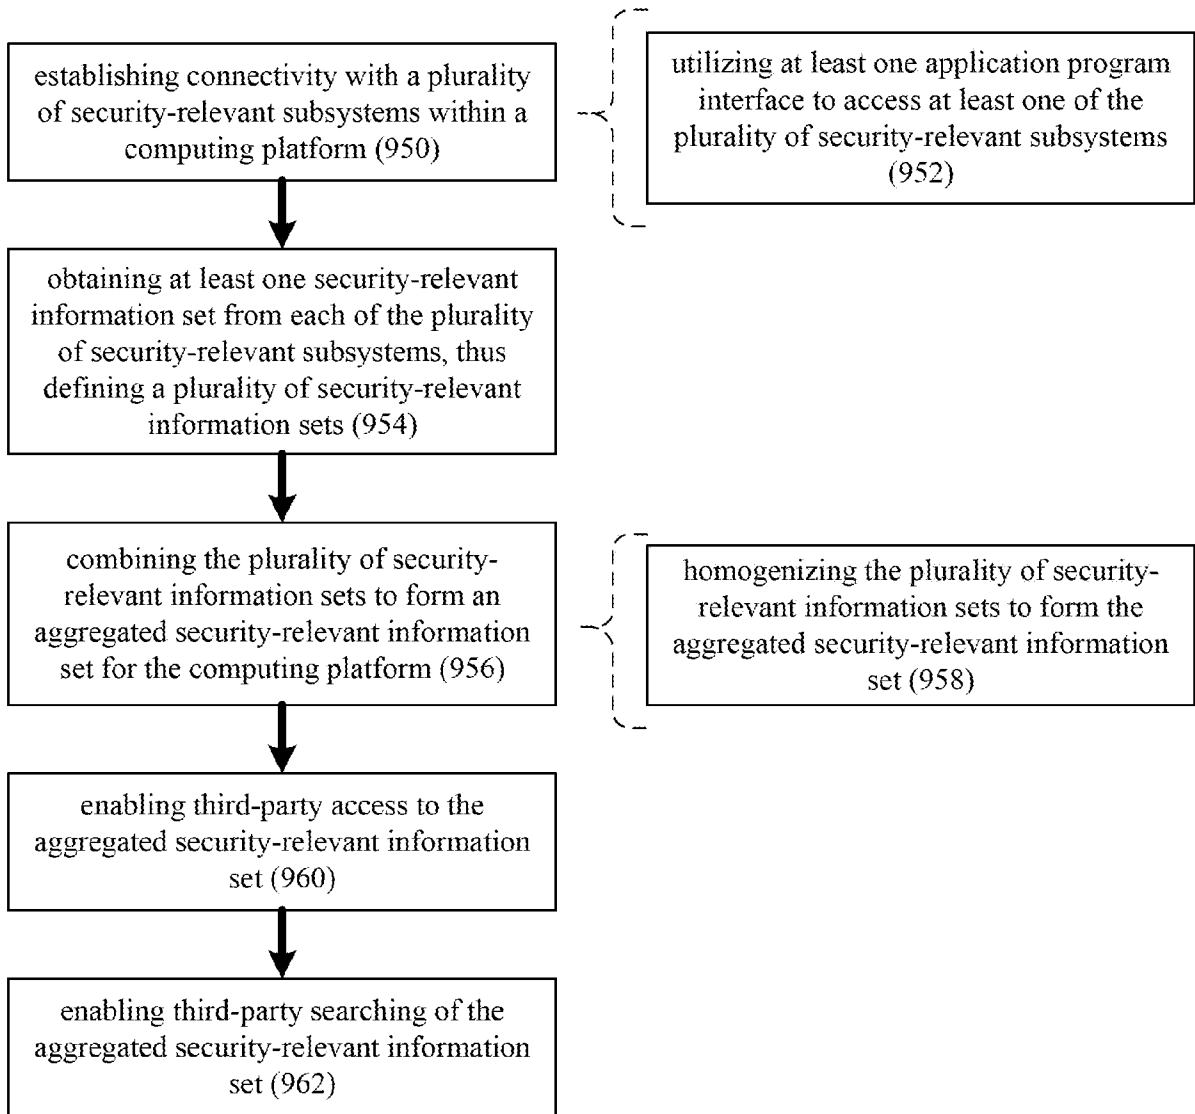 establishing connectivity with a plurality
of security-relevant subsystems within a
computing platform (950)
utilizing at least one application program
interface to access at least one of the
plurality of security-relevant subsystems
(952)
obtaining at least one security-relevant
information set from each of the plurality
of security-relevant subsystems, thus
defining a plurality of security-relevant
information sets (954)
combining the plurality of security-
relevant information sets to form an
aggregated security-relevant information
set for the computing platform (956)
homogenizing the plurality of security-
relevant information sets to form the
aggregated security-relevant information
set (958)
enabling third-party access to the
aggregated security-relevant information
set (960)
enabling third-party searching of the
aggregated security-relevant information
set (962)